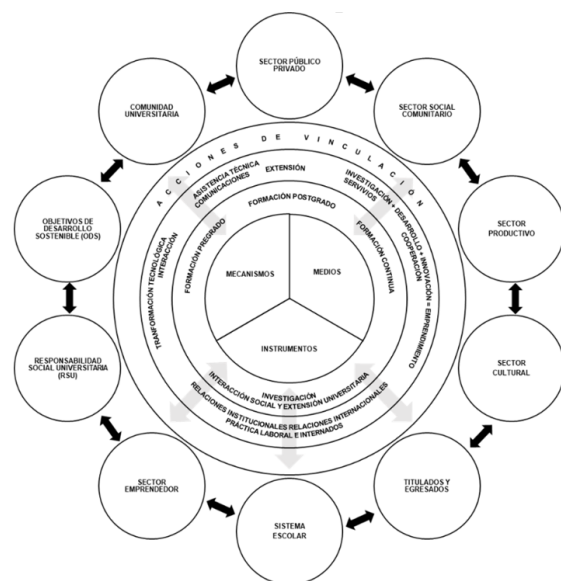 SECTOR PÚBLICO
PRIVADO
COMUNIDAD
UNIVERSITARIA
SECTOR SOCIAL
COMUNITARIO
OBJETIVOS DE
DESARROLLO
SOSTENIBLE (ODS)
SECTOR
PRODUCTIVO
RESPONSABILIDAD
SOCIAL UNIVERSITARIA
(RSU)
SECTOR
CULTURAL
SECTOR
EMPRENDEDOR
TITULADOS Y
EGRESADOS
SISTEMA
ESCOLAR
ACCIONES DE VINCULACIÓN
ASISTENCIA TÉCNICA
COMUNICACIONES
EXTENSIÓN
INVESTIGACIÓN + DESARROLLO + INNOVACIÓN = EMPRENDIMIENTO
SERVIVIOS
COOPERACIÓN
TRANFORMACIÓN TECNOLÓGICA
INTERACCIÓN
FORMACIÓN PREGRADO
FORMACIÓN POSTGRADO
FORMACIÓN CONTINUA
MECANISMOS
MEDIOS
INSTRUMENTOS
INVESTIGACIÓN
INTERACCIÓN SOCIAL Y EXTENSIÓN UNIVERSITARIA
RELACIONES INSTITUCIONALES RELACIONES INTERNACIONALES
PRÁCTICA LABORAL E INTERNADOS